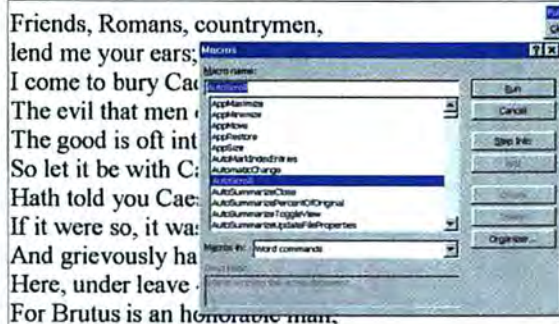 Friends, Romans, countrymen,
lend me your ears;
I come to bury Cae
The evil that men
The good is oft int
So let it be with C
Hath told you Cae
If it were so, it was
And grievously ha
Here, under leave
For Brutus is an honorable man,
Macros
Macro name:
AutoScroll
AppMaximize
AppMinimize
AppMove
AppRestore
AppSize
AutoMarkIndexEntries
AutomaticChange
AutoScroll
AutoSummarizeClose
AutoSummarizePercentOfOriginal
AutoSummarizeToggleView
AutoSummarizeUpdateFileProperties
Macros in: Word commands
Run
Cancel
Step Into
Organizer...